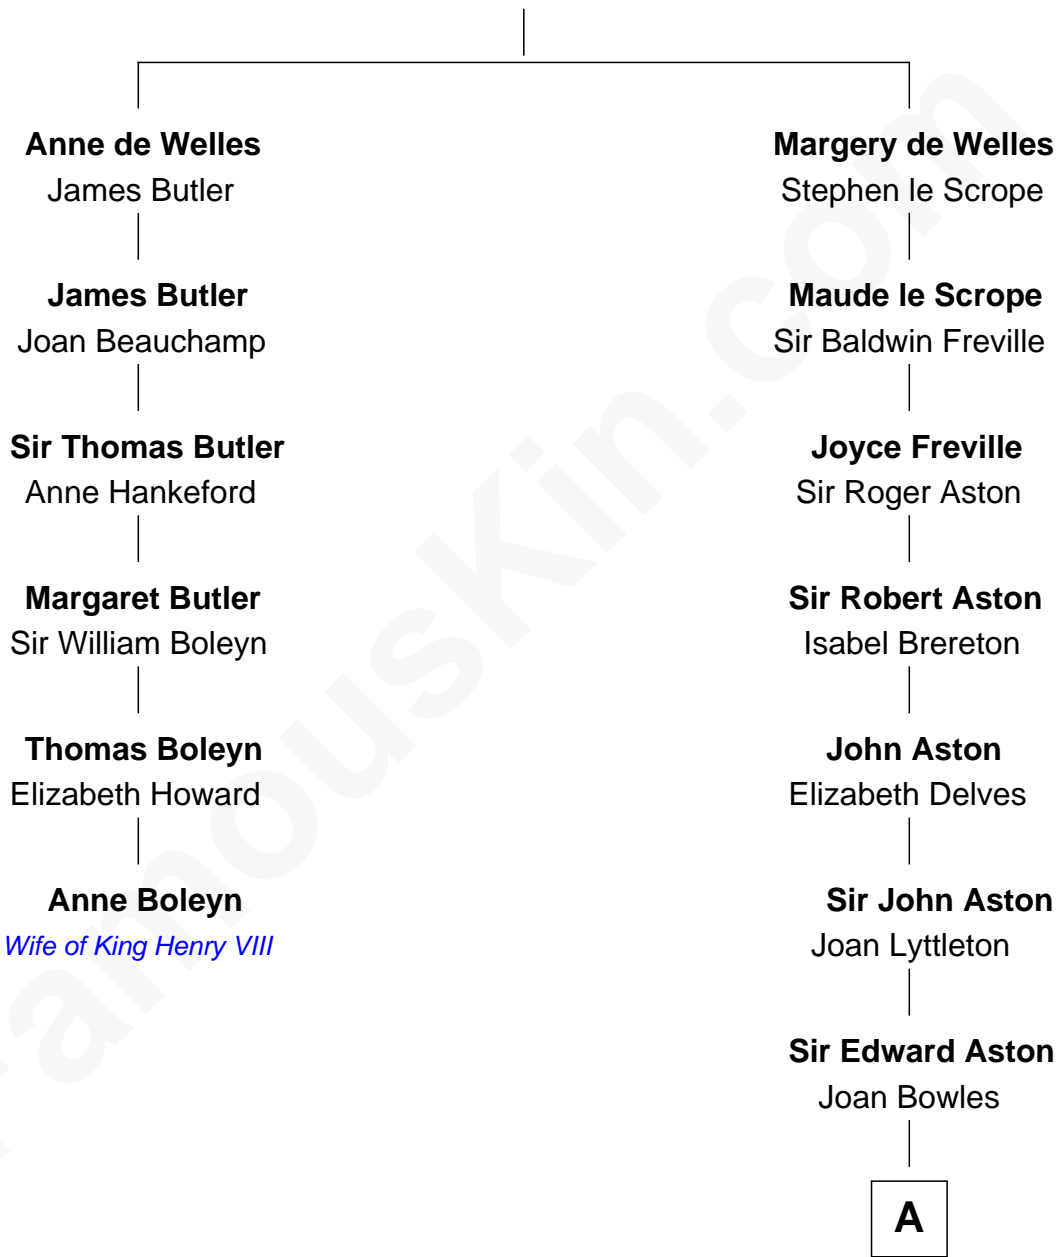 Anne de Welles
James Butler
James Butler
Joan Beauchamp
Sir Thomas Butler
Anne Hankeford
Margaret Butler
Sir William Boleyn
Thomas Boleyn
Elizabeth Howard
Anne Boleyn
Wife of King Henry VIII
Margery de Welles
Stephen le Scrope
Maude le Scrope
Sir Baldwin Freville
Joyce Freville
Sir Roger Aston
Sir Robert Aston
Isabel Brereton
John Aston
Elizabeth Delves
Sir John Aston
Joan Lyttleton
Sir Edward Aston
Joan Bowles
A
FamousKin.com